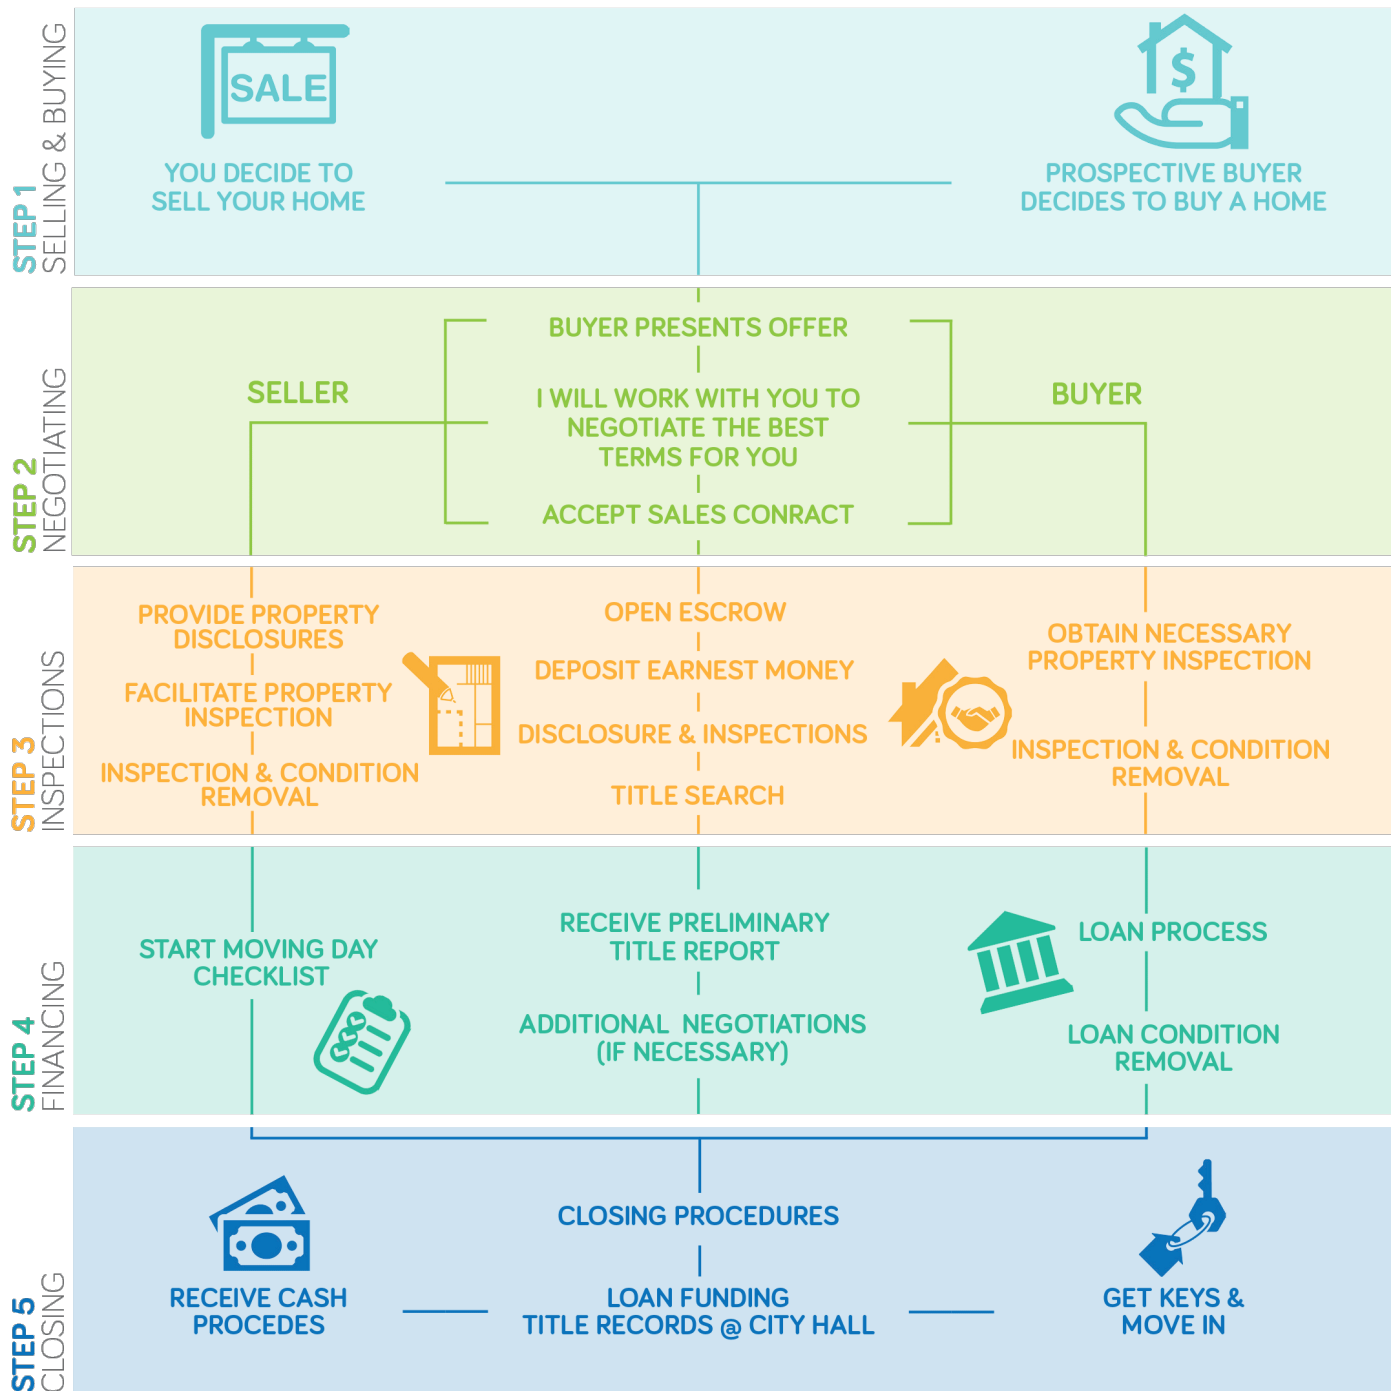 STEP 1
SELLING & BUYING
SALE
YOU DECIDE TO
SELL YOUR HOME
$
PROSPECTIVE BUYER
DECIDES TO BUY A HOME
STEP 2
NEGOTIATING
SELLER
BUYER PRESENTS OFFER
I WILL WORK WITH YOU TO
NEGOTIATE THE BEST
TERMS FOR YOU
ACCEPT SALES CONRACT
BUYER
STEP 3
INSPECTIONS
PROVIDE PROPERTY
DISCLOSURES
FACILITATE PROPERTY
INSPECTION
INSPECTION & CONDITION
REMOVAL
OPEN ESCROW
DEPOSIT EARNEST MONEY
DISCLOSURE & INSPECTIONS
TITLE SEARCH
OBTAIN NECESSARY
PROPERTY INSPECTION
INSPECTION & CONDITION
REMOVAL
STEP 4
FINANCING
START MOVING DAY
CHECKLIST
RECEIVE PRELIMINARY
TITLE REPORT
ADDITIONAL NEGOTIATIONS
(IF NECESSARY)
LOAN PROCESS
LOAN CONDITION
REMOVAL
STEP 5
CLOSING
RECEIVE CASH
PROCEDES
CLOSING PROCEDURES
LOAN FUNDING
TITLE RECORDS @ CITY HALL
GET KEYS &
MOVE IN